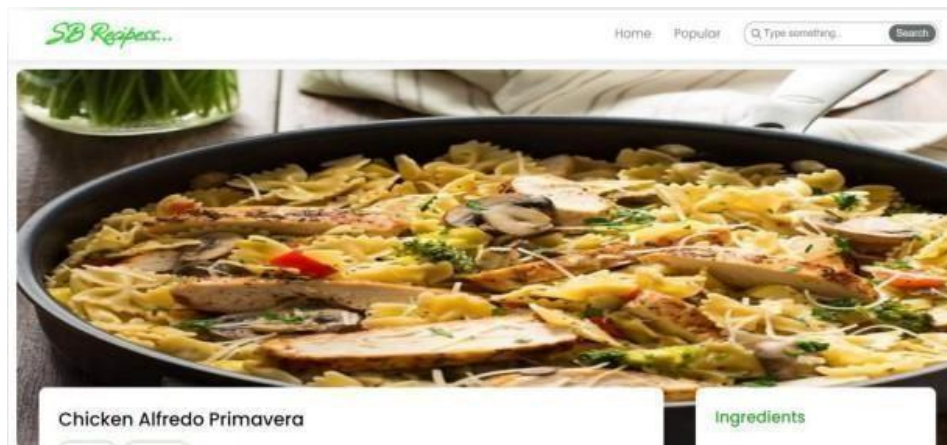 SB Recipess...
Home Popular Type something.. Search
Chicken Alfredo Primavera
Ingredients